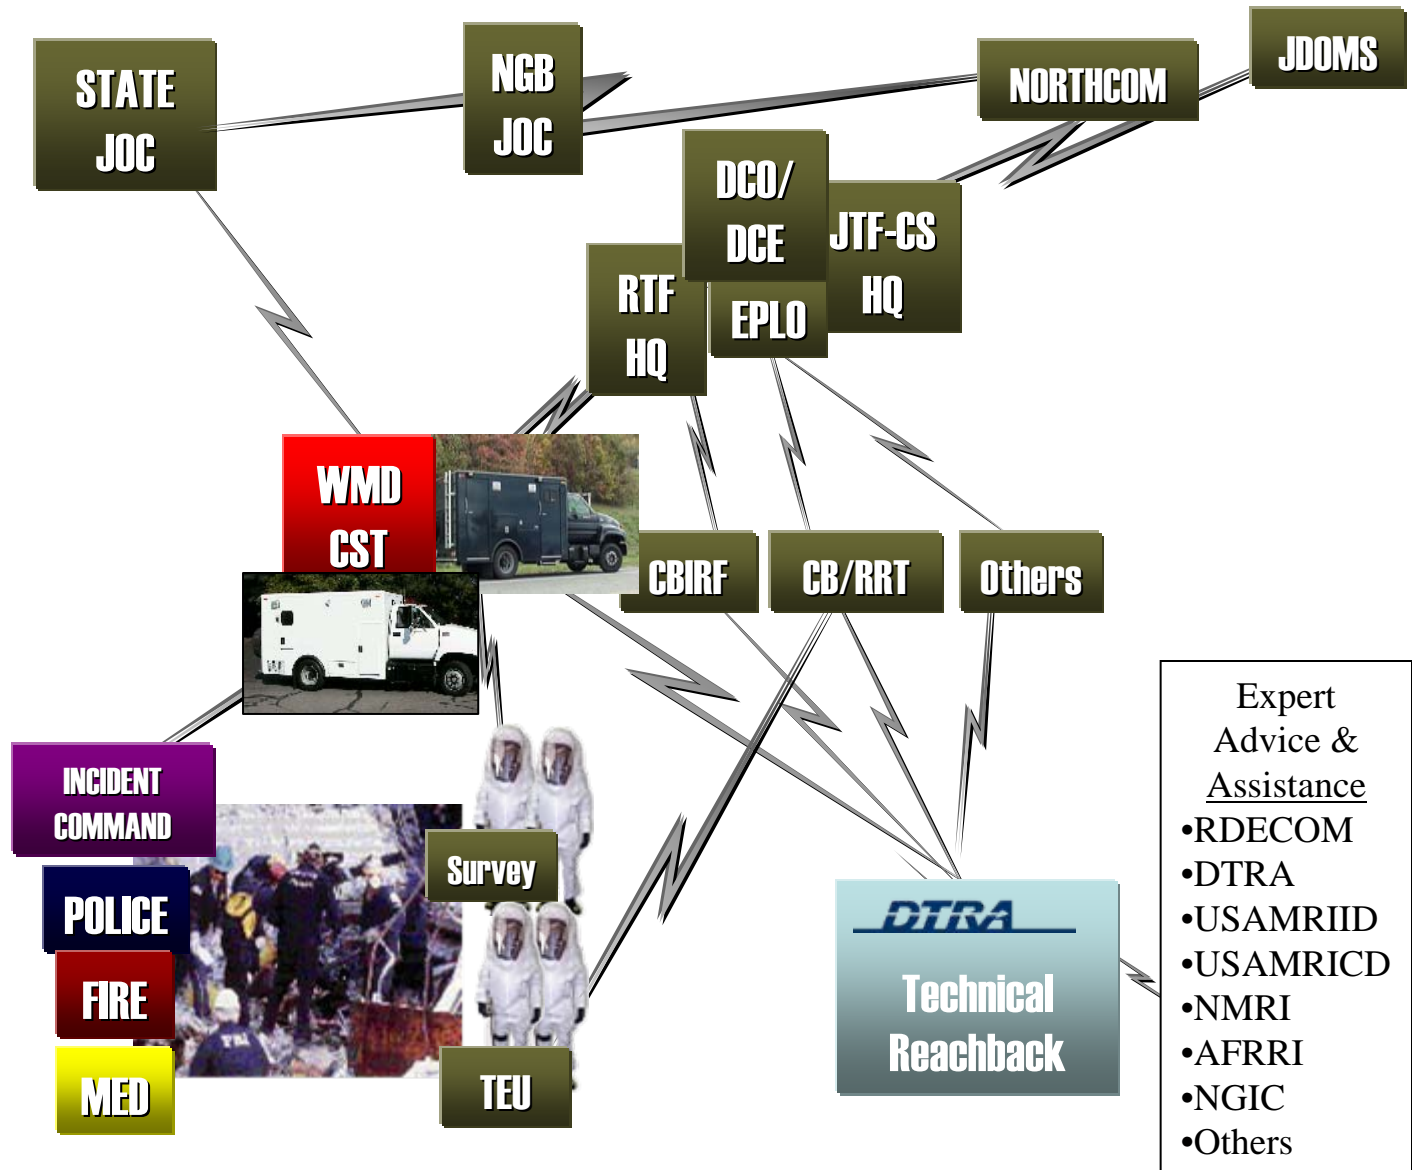 STATE
JOC
NGB
JOC
NORTHCOM
JDOMS
DCO/
DCE
JTF-CS
HQ
RTF
HQ
EPLO
WMD
CST
CBIRF
CB/RRT
Others
INCIDENT
COMMAND
POLICE
FIRE
MED
FBI
Survey
TEU
DTRA
Technical
Reachback
Expert
Advice &
Assistance
•RDECOM
•DTRA
•USAMRIID
•USAMRICD
•NMRI
•AFRRI
•NGIC
•Others